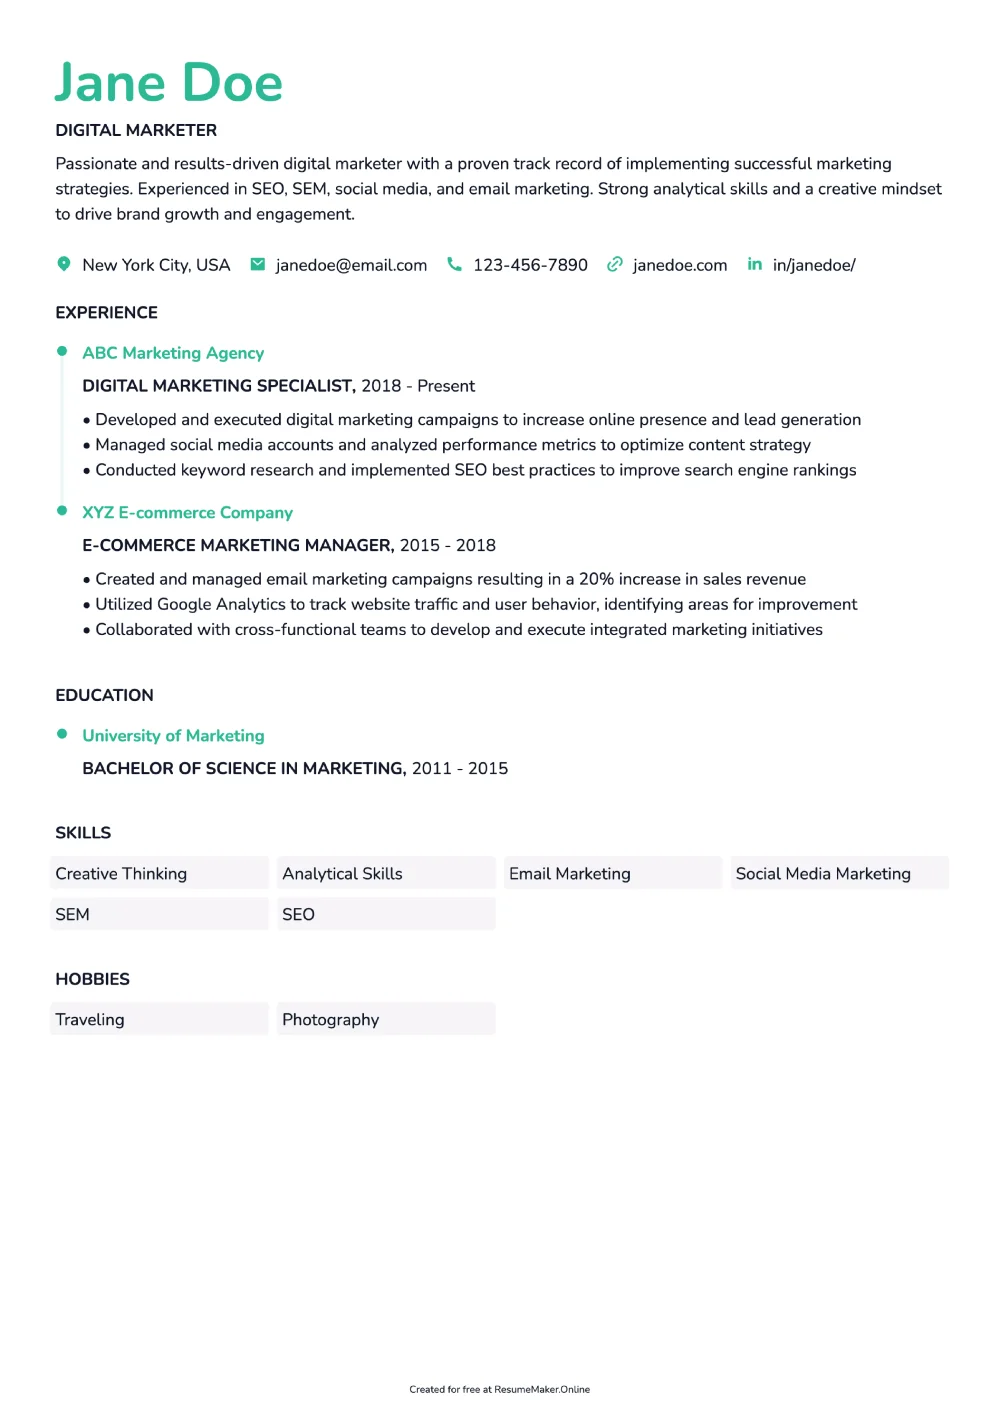 Jane Doe
DIGITAL MARKETER
Passionate and results-driven digital marketer with a proven track record of implementing successful marketing
strategies. Experienced in SEO, SEM, social media, and email marketing. Strong analytical skills and a creative mindset
to drive brand growth and engagement.
New York City, USA janedoe@email.com 123-456-7890 janedoe.com in in/janedoe/
EXPERIENCE
ABC Marketing Agency
DIGITAL MARKETING SPECIALIST, 2018 - Present
• Developed and executed digital marketing campaigns to increase online presence and lead generation
• Managed social media accounts and analyzed performance metrics to optimize content strategy
• Conducted keyword research and implemented SEO best practices to improve search engine rankings
XYZ E-commerce Company
E-COMMERCE MARKETING MANAGER, 2015 - 2018
• Created and managed email marketing campaigns resulting in a 20% increase in sales revenue
• Utilized Google Analytics to track website traffic and user behavior, identifying areas for improvement
• Collaborated with cross-functional teams to develop and execute integrated marketing initiatives
EDUCATION
University of Marketing
BACHELOR OF SCIENCE IN MARKETING, 2011 - 2015
SKILLS
Creative Thinking Analytical Skills Email Marketing Social Media Marketing
SEM SEO
HOBBIES
Traveling Photography
Created for free at ResumeMaker.Online